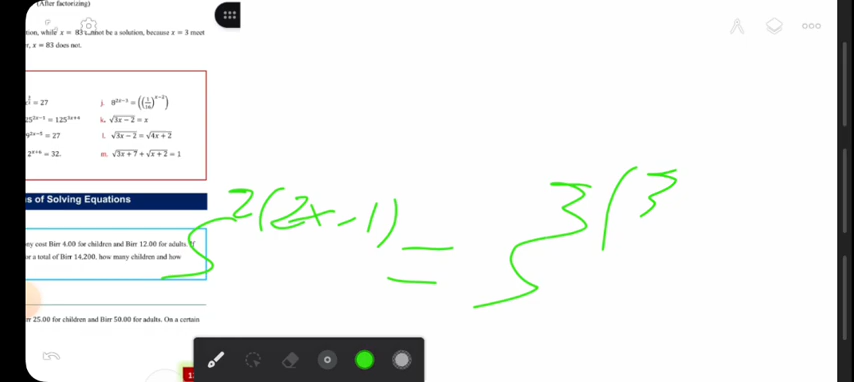 (After factorizing)
tion, while x = 83 cannot be a solution, because x = 3 meet
r, x = 83 does not.
= 27
j. 8^{2x-3} = ((1/16)^{x-2})
25^{2x-1} = 125^{3x+4}
k. √(3x − 2) = x
9^{2x-5} = 27
l. √(3x − 2) = √(4x + 2)
2^{x+6} = 32.
m. √(3x + 7) + √(x + 2) = 1
s of Solving Equations
ey cost Birr 4.00 for children and Birr 12.00 for adults. If
or a total of Birr 14,200, how many children and how
rr 25.00 for children and Birr 50.00 for adults. On a certain
5^{2(2x-1)} = 5^{3(3